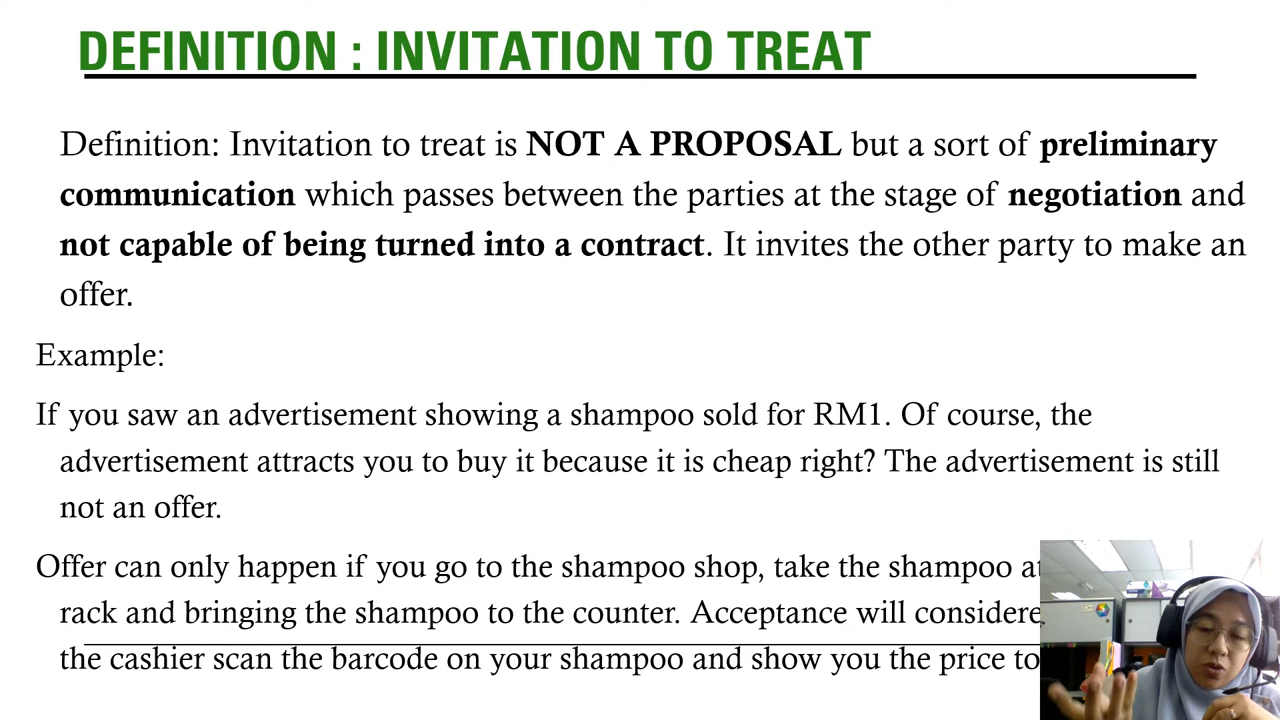 DEFINITION : INVITATION TO TREAT
Definition: Invitation to treat is NOT A PROPOSAL but a sort of preliminary
communication which passes between the parties at the stage of negotiation and
not capable of being turned into a contract. It invites the other party to make an
offer.
Example:
If you saw an advertisement showing a shampoo sold for RM1. Of course, the
advertisement attracts you to buy it because it is cheap right? The advertisement is still
not an offer.
Offer can only happen if you go to the shampoo shop, take the shampoo at
rack and bringing the shampoo to the counter. Acceptance will considere
the cashier scan the barcode on your shampoo and show you the price to